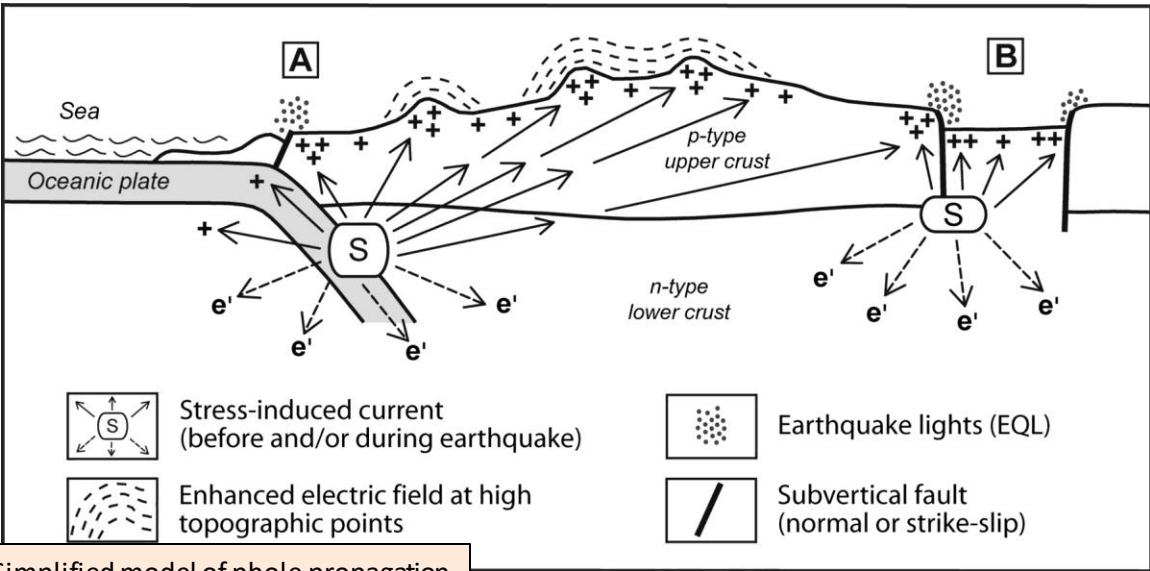 A
B
Sea
Oceanic plate
p-type
upper crust
n-type
lower crust
S
S
+
+
++
+
+
+
+
+
+
+
+
++
+
+
++
+
+
+
++
+
++
+
++
e'
e'
e'
e'
e'
e'
e'
e'
S
Stress-induced current
(before and/or during earthquake)
Enhanced electric field at high
topographic points
Earthquake lights (EQL)
Subvertical fault
(normal or strike-slip)
Simplified model of phole propagation